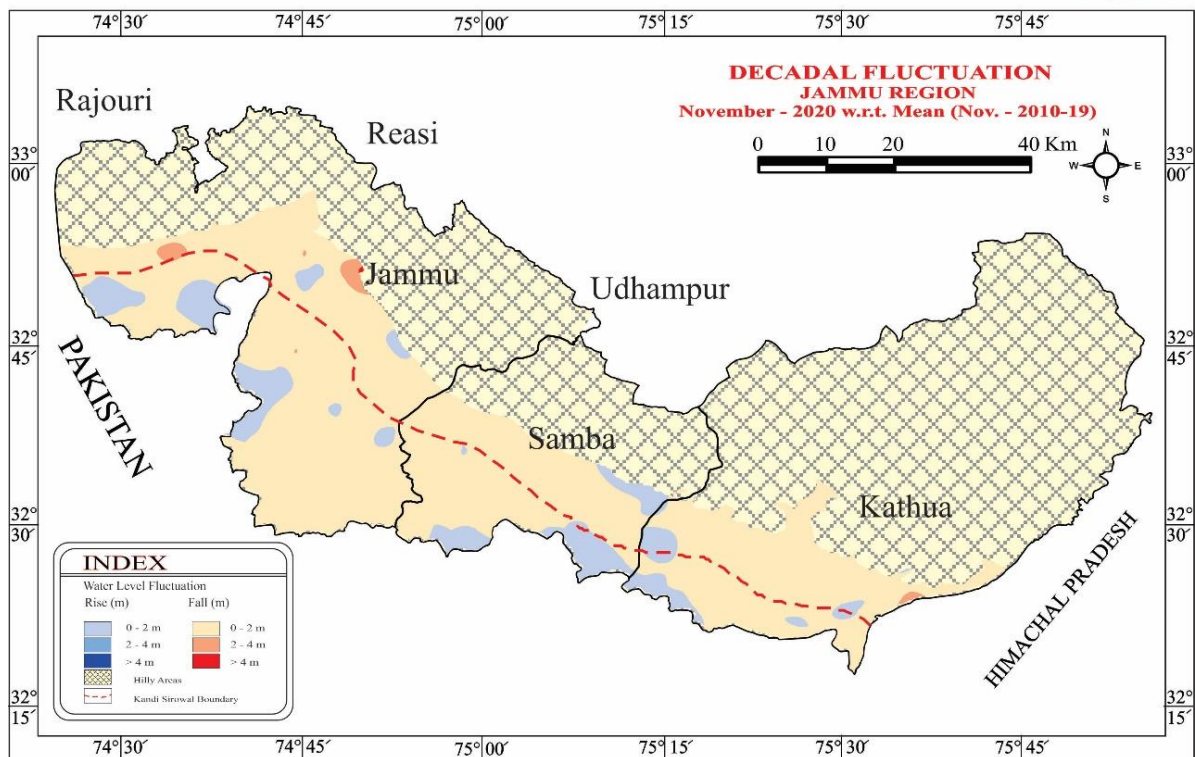 74°30′ 74°45′ 75°00′ 75°15′ 75°30′ 75°45′
DECADAL FLUCTUATION
JAMMU REGION
November - 2020 w.r.t. Mean (Nov. - 2010-19)
0 10 20 40 Km
N
W E
S
Rajouri
Reasi
33°
00′
33°
00′
Jammu
Udhampur
32°
45′
32°
45′
PAKISTAN
Samba
Kathua
32°
30′
32°
30′
HIMACHAL PRADESH
INDEX
Water Level Fluctuation
Rise (m) Fall (m)
0 - 2 m 0 - 2 m
2 - 4 m 2 - 4 m
> 4 m > 4 m
Hilly Areas
Kandi Sirowal Boundary
32°
15′
32°
15′
74°30′ 74°45′ 75°00′ 75°15′ 75°30′ 75°45′